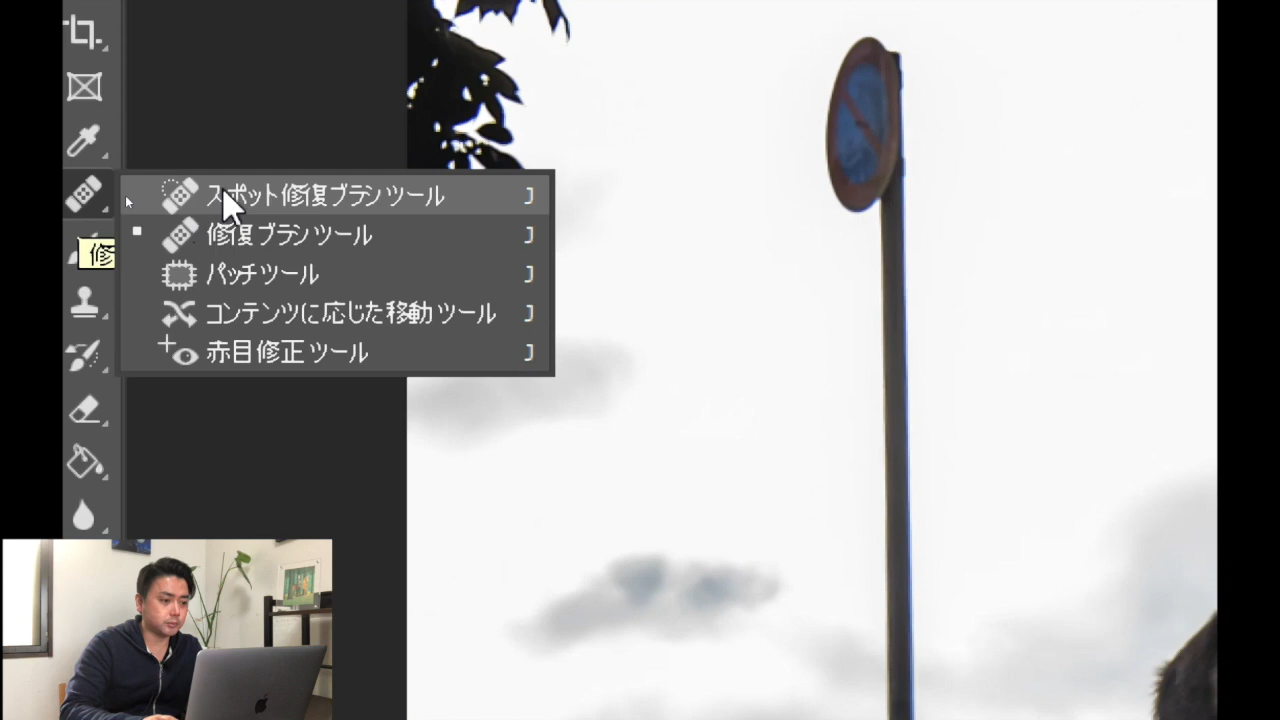 スポット修復ブラシツール J
修復ブラシツール J
修
パッチツール J
コンテンツに応じた移動ツール J
赤目修正ツール J